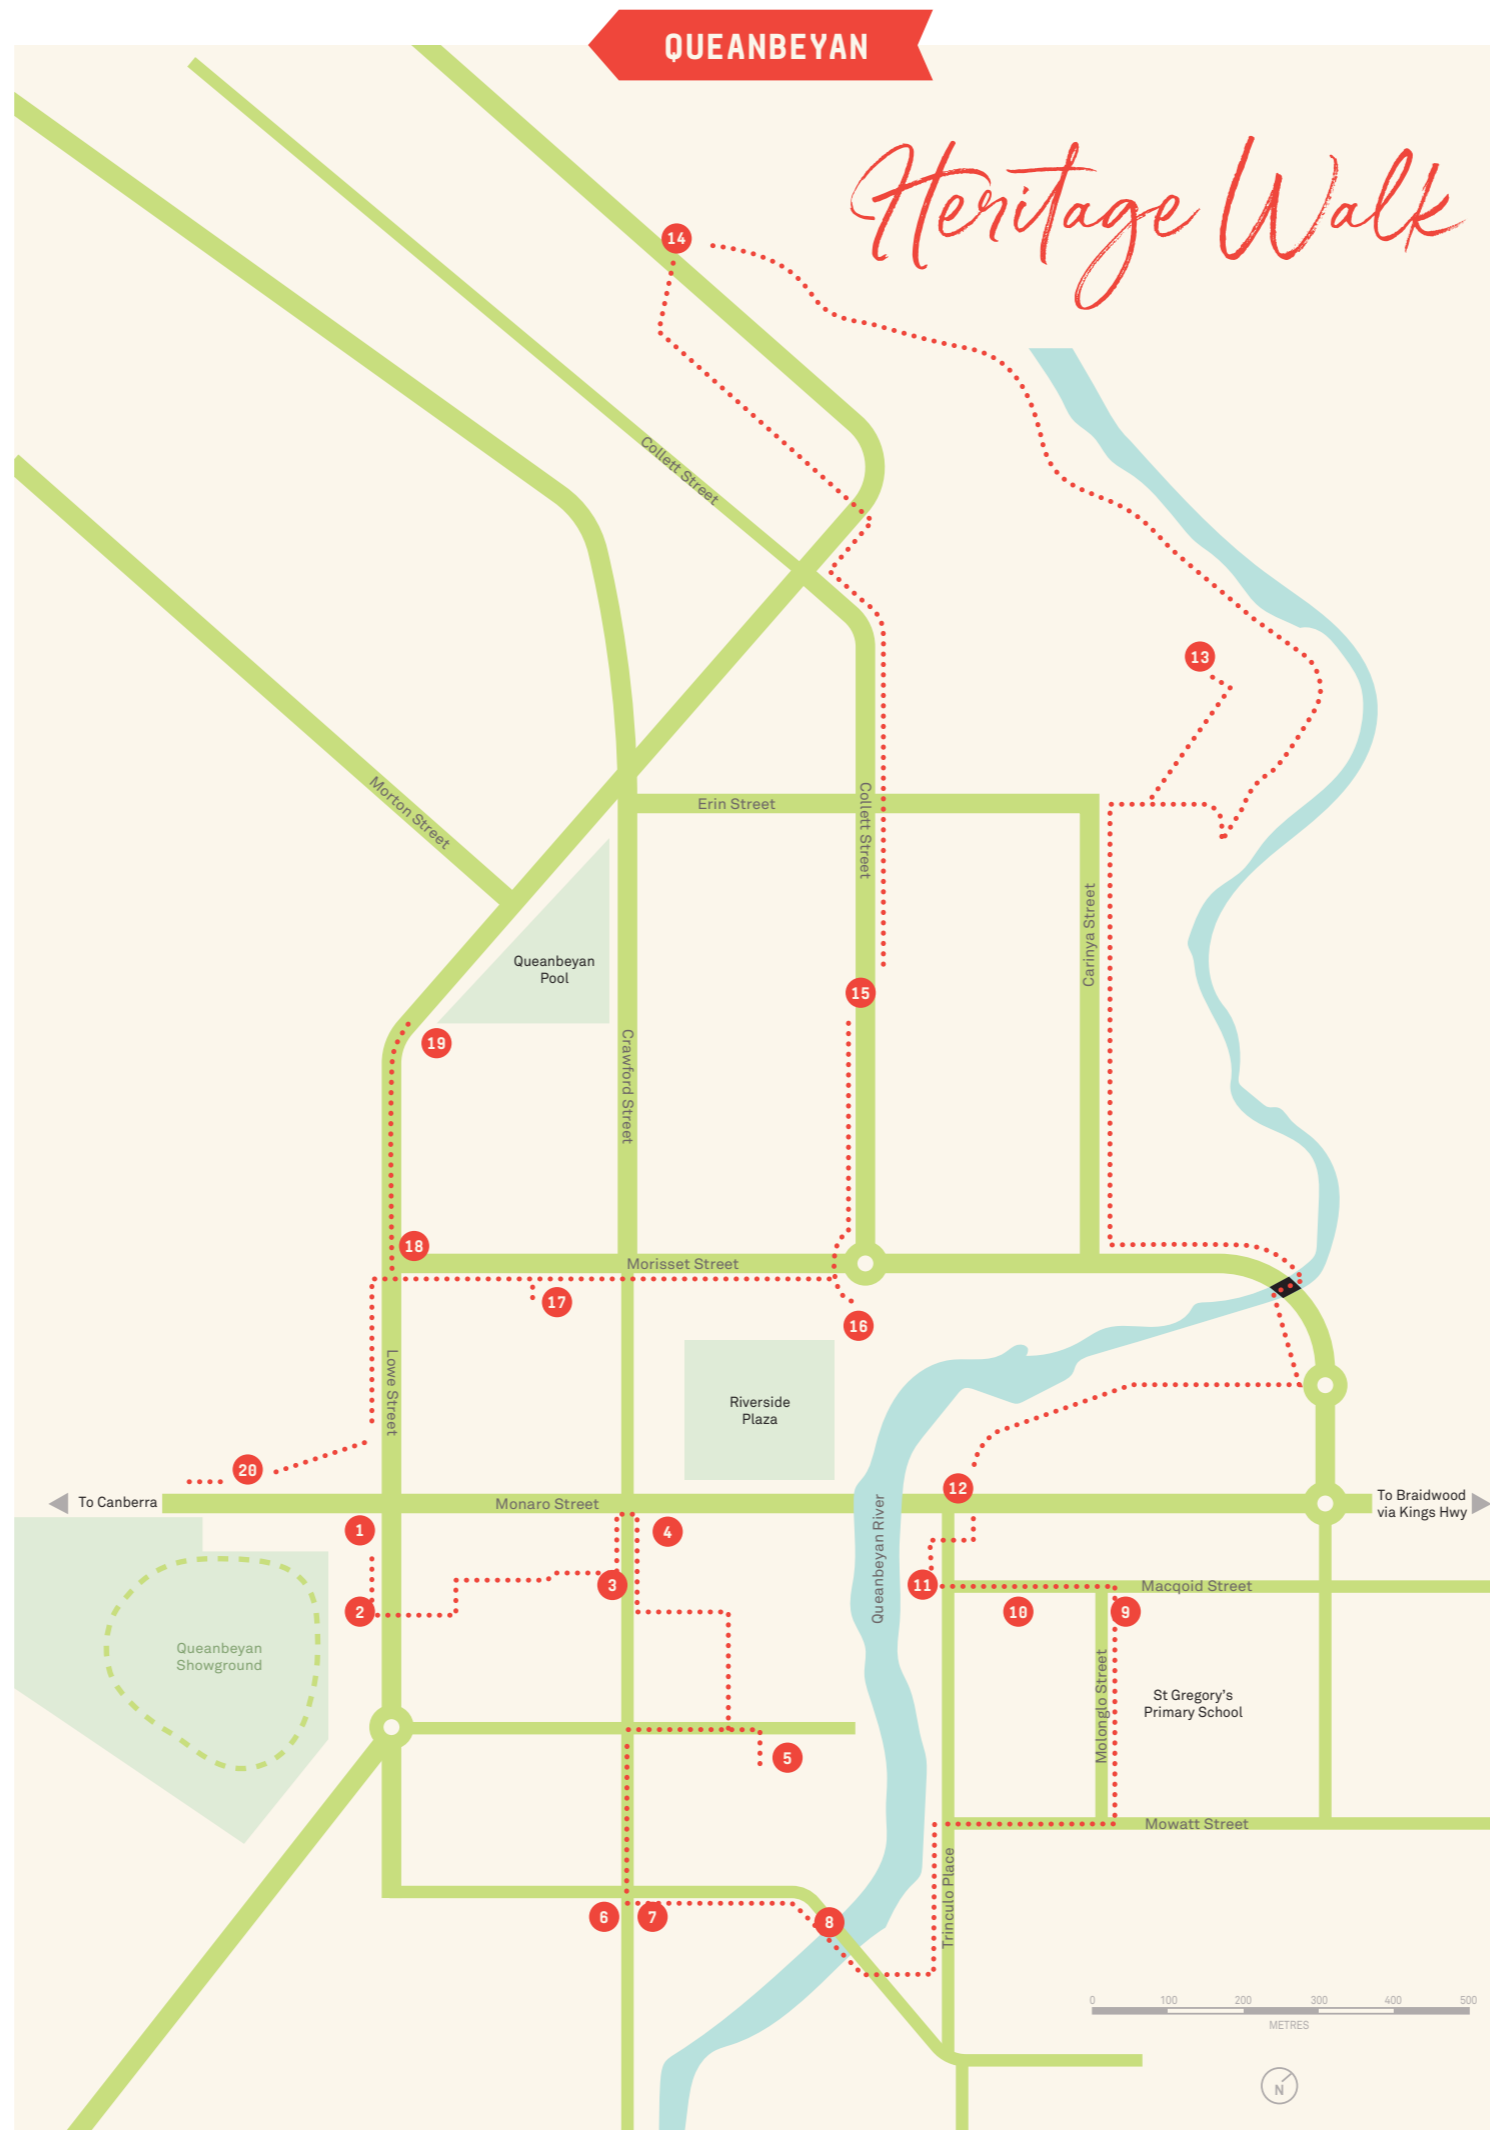 QUEANBEYAN
Heritage Walk
14
Collett Street
13
Morton Street
Erin Street
Collett Street
Carinya Street
Queanbeyan
Pool
15
19
Crawford Street
18
Morisset Street
17
16
Lowe Street
Riverside
Plaza
20
12
To Canberra
Monaro Street
To Braidwood
via Kings Hwy
Queanbeyan River
1
4
3
11
Macqoid Street
2
10
9
Queanbeyan
Showground
Molonglo Street
St Gregory's
Primary School
5
Mowatt Street
Trinculo Place
6
7
8
0 100 200 300 400 500
METRES
N